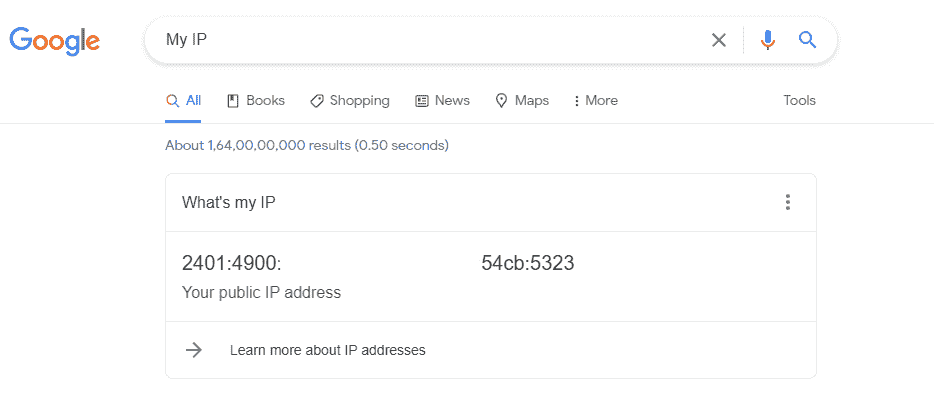 Google
My IP
All Books Shopping News Maps More Tools
About 1,64,00,00,000 results (0.50 seconds)
What's my IP
2401:4900: 54cb:5323
Your public IP address
Learn more about IP addresses